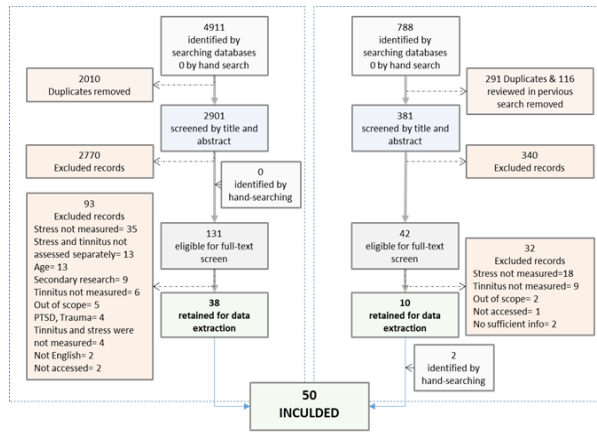 4911
identified by
searching databases
0 by hand search
2010
Duplicates removed
2901
screened by title and
abstract
2770
Excluded records
0
identified by
hand-searching
93
Excluded records
Stress not measured= 35
Stress and tinnitus not
assessed separately= 13
Age= 13
Secondary research= 9
Tinnitus not measured= 6
Out of scope= 5
PTSD, Trauma= 4
Tinnitus and stress were
not measured= 4
Not English= 2
Not accessed= 2
131
eligible for full-text
screen
38
retained for data
extraction
788
identified by
searching databases
0 by hand search
291 Duplicates & 116
reviewed in pervious
search removed
381
screened by title and
abstract
340
Excluded records
42
eligible for full-text
screen
32
Excluded records
Stress not measured=18
Tinnitus not measured= 9
Out of scope= 2
Not accessed= 1
No sufficient info= 2
10
retained for data
extraction
2
identified by
hand-searching
50
INCULDED